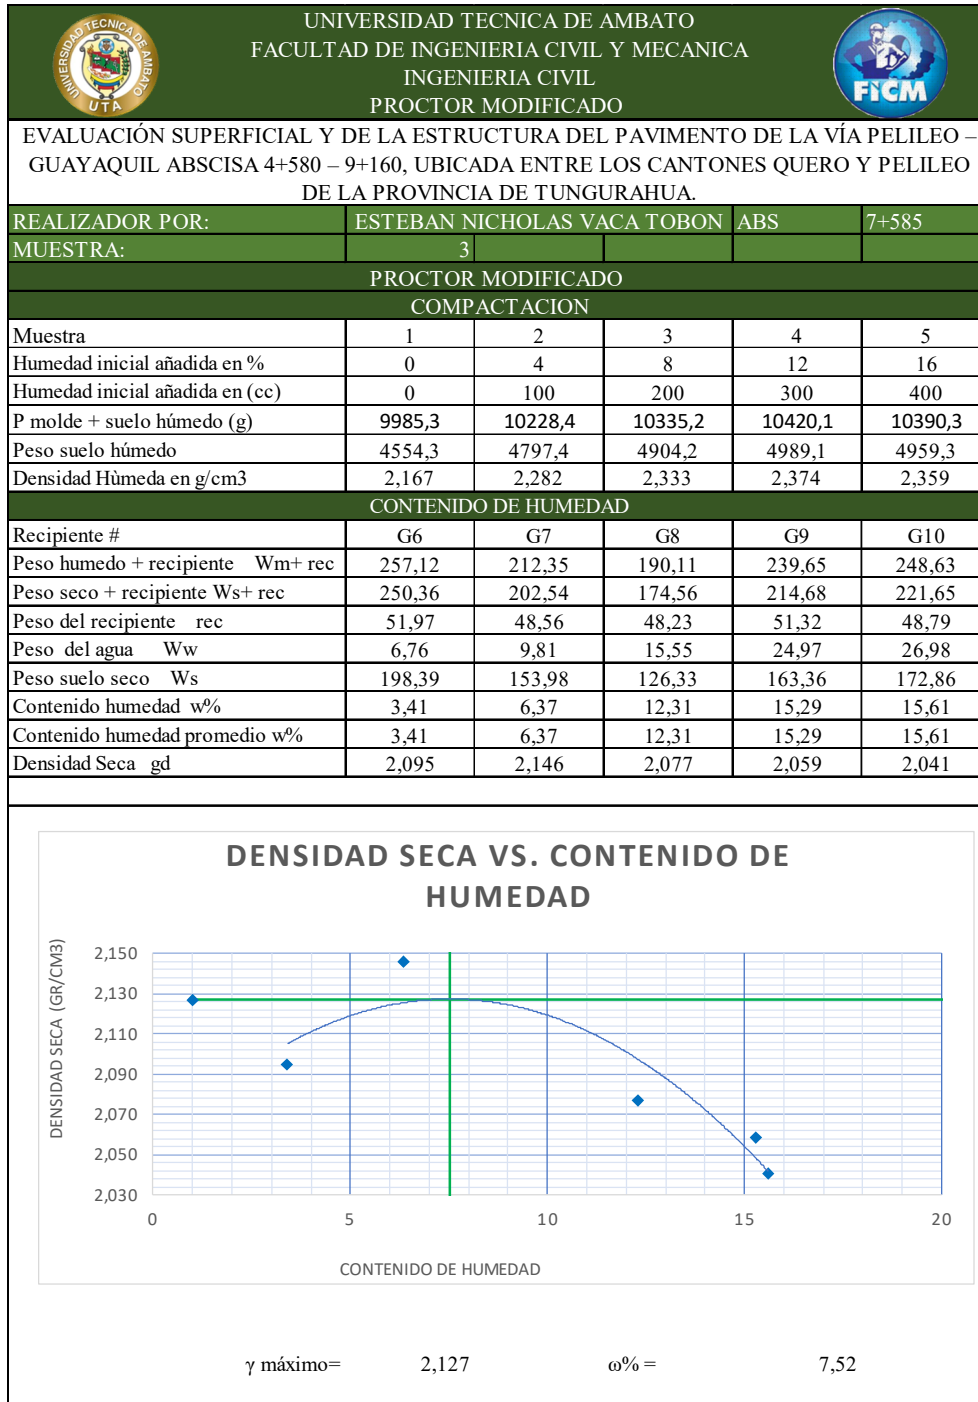 UNIVERSIDAD TECNICA DE AMBATO
UTA
UNIVERSIDAD TECNICA DE AMBATO
FACULTAD DE INGENIERIA CIVIL Y MECANICA
INGENIERIA CIVIL
PROCTOR MODIFICADO
FICM
EVALUACIÓN SUPERFICIAL Y DE LA ESTRUCTURA DEL PAVIMENTO DE LA VÍA PELILEO –
GUAYAQUIL ABSCISA 4+580 – 9+160, UBICADA ENTRE LOS CANTONES QUERO Y PELILEO
DE LA PROVINCIA DE TUNGURAHUA.
REALIZADOR POR: ESTEBAN NICHOLAS VACA TOBON ABS 7+585
MUESTRA: 3
PROCTOR MODIFICADO
COMPACTACION
Muestra 1 2 3 4 5
Humedad inicial añadida en % 0 4 8 12 16
Humedad inicial añadida en (cc) 0 100 200 300 400
P molde + suelo húmedo (g) 9985,3 10228,4 10335,2 10420,1 10390,3
Peso suelo húmedo 4554,3 4797,4 4904,2 4989,1 4959,3
Densidad Hùmeda en g/cm3 2,167 2,282 2,333 2,374 2,359
CONTENIDO DE HUMEDAD
Recipiente # G6 G7 G8 G9 G10
Peso humedo + recipiente Wm+ rec 257,12 212,35 190,11 239,65 248,63
Peso seco + recipiente Ws+ rec 250,36 202,54 174,56 214,68 221,65
Peso del recipiente rec 51,97 48,56 48,23 51,32 48,79
Peso del agua Ww 6,76 9,81 15,55 24,97 26,98
Peso suelo seco Ws 198,39 153,98 126,33 163,36 172,86
Contenido humedad w% 3,41 6,37 12,31 15,29 15,61
Contenido humedad promedio w% 3,41 6,37 12,31 15,29 15,61
Densidad Seca gd 2,095 2,146 2,077 2,059 2,041
DENSIDAD SECA VS. CONTENIDO DE
HUMEDAD
DENSIDAD SECA (GR/CM3)
2,150
2,130
2,110
2,090
2,070
2,050
2,030
0 5 10 15 20
CONTENIDO DE HUMEDAD
γ máximo= 2,127 ω% = 7,52